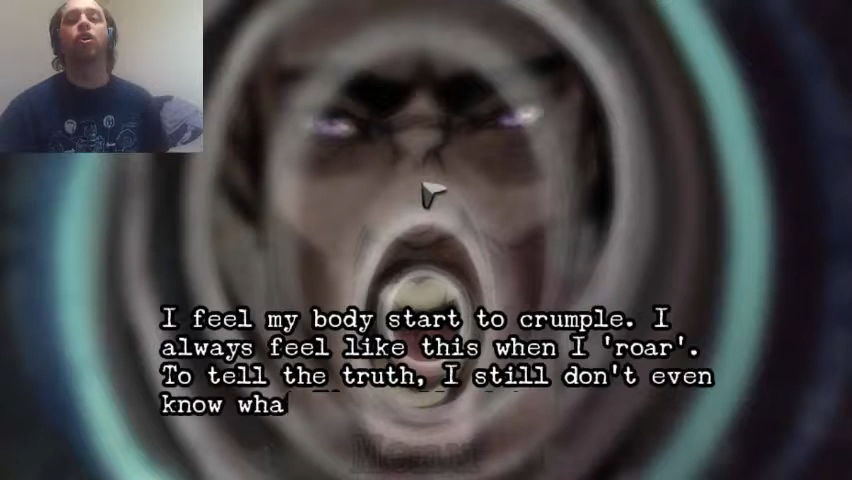 I feel my body start to crumple. I
always feel like this when I 'roar'.
To tell the truth, I still don't even
know wha